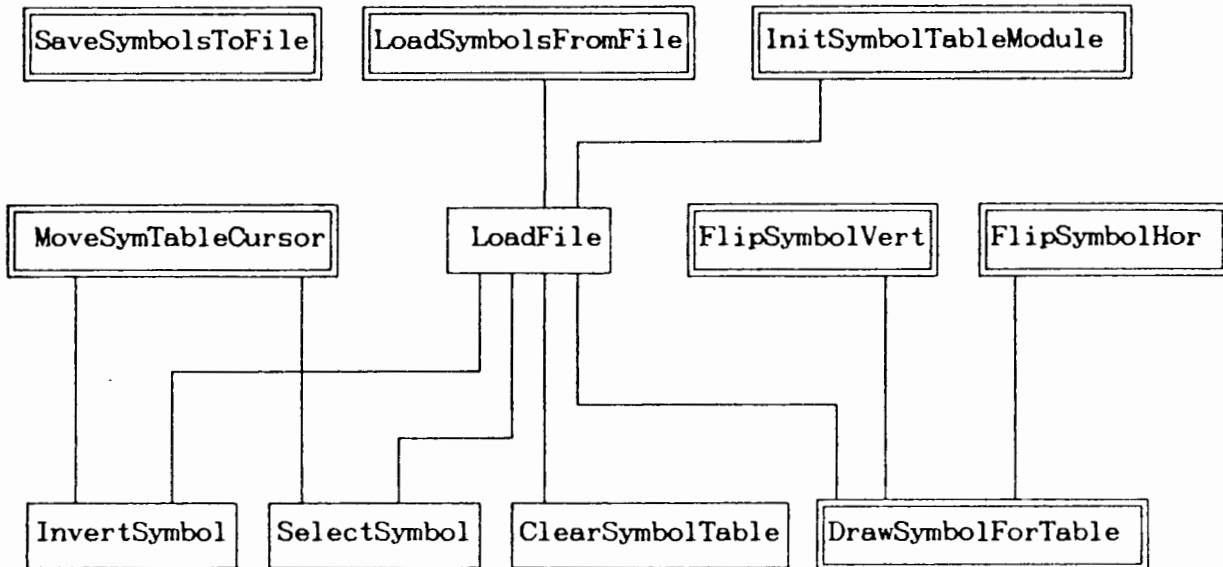 SaveSymbolsToFile
LoadSymbolsFromFile
InitSymbolTableModule
MoveSymTableCursor
LoadFile
FlipSymbolVert
FlipSymbolHor
InvertSymbol
SelectSymbol
ClearSymbolTable
DrawSymbolForTable